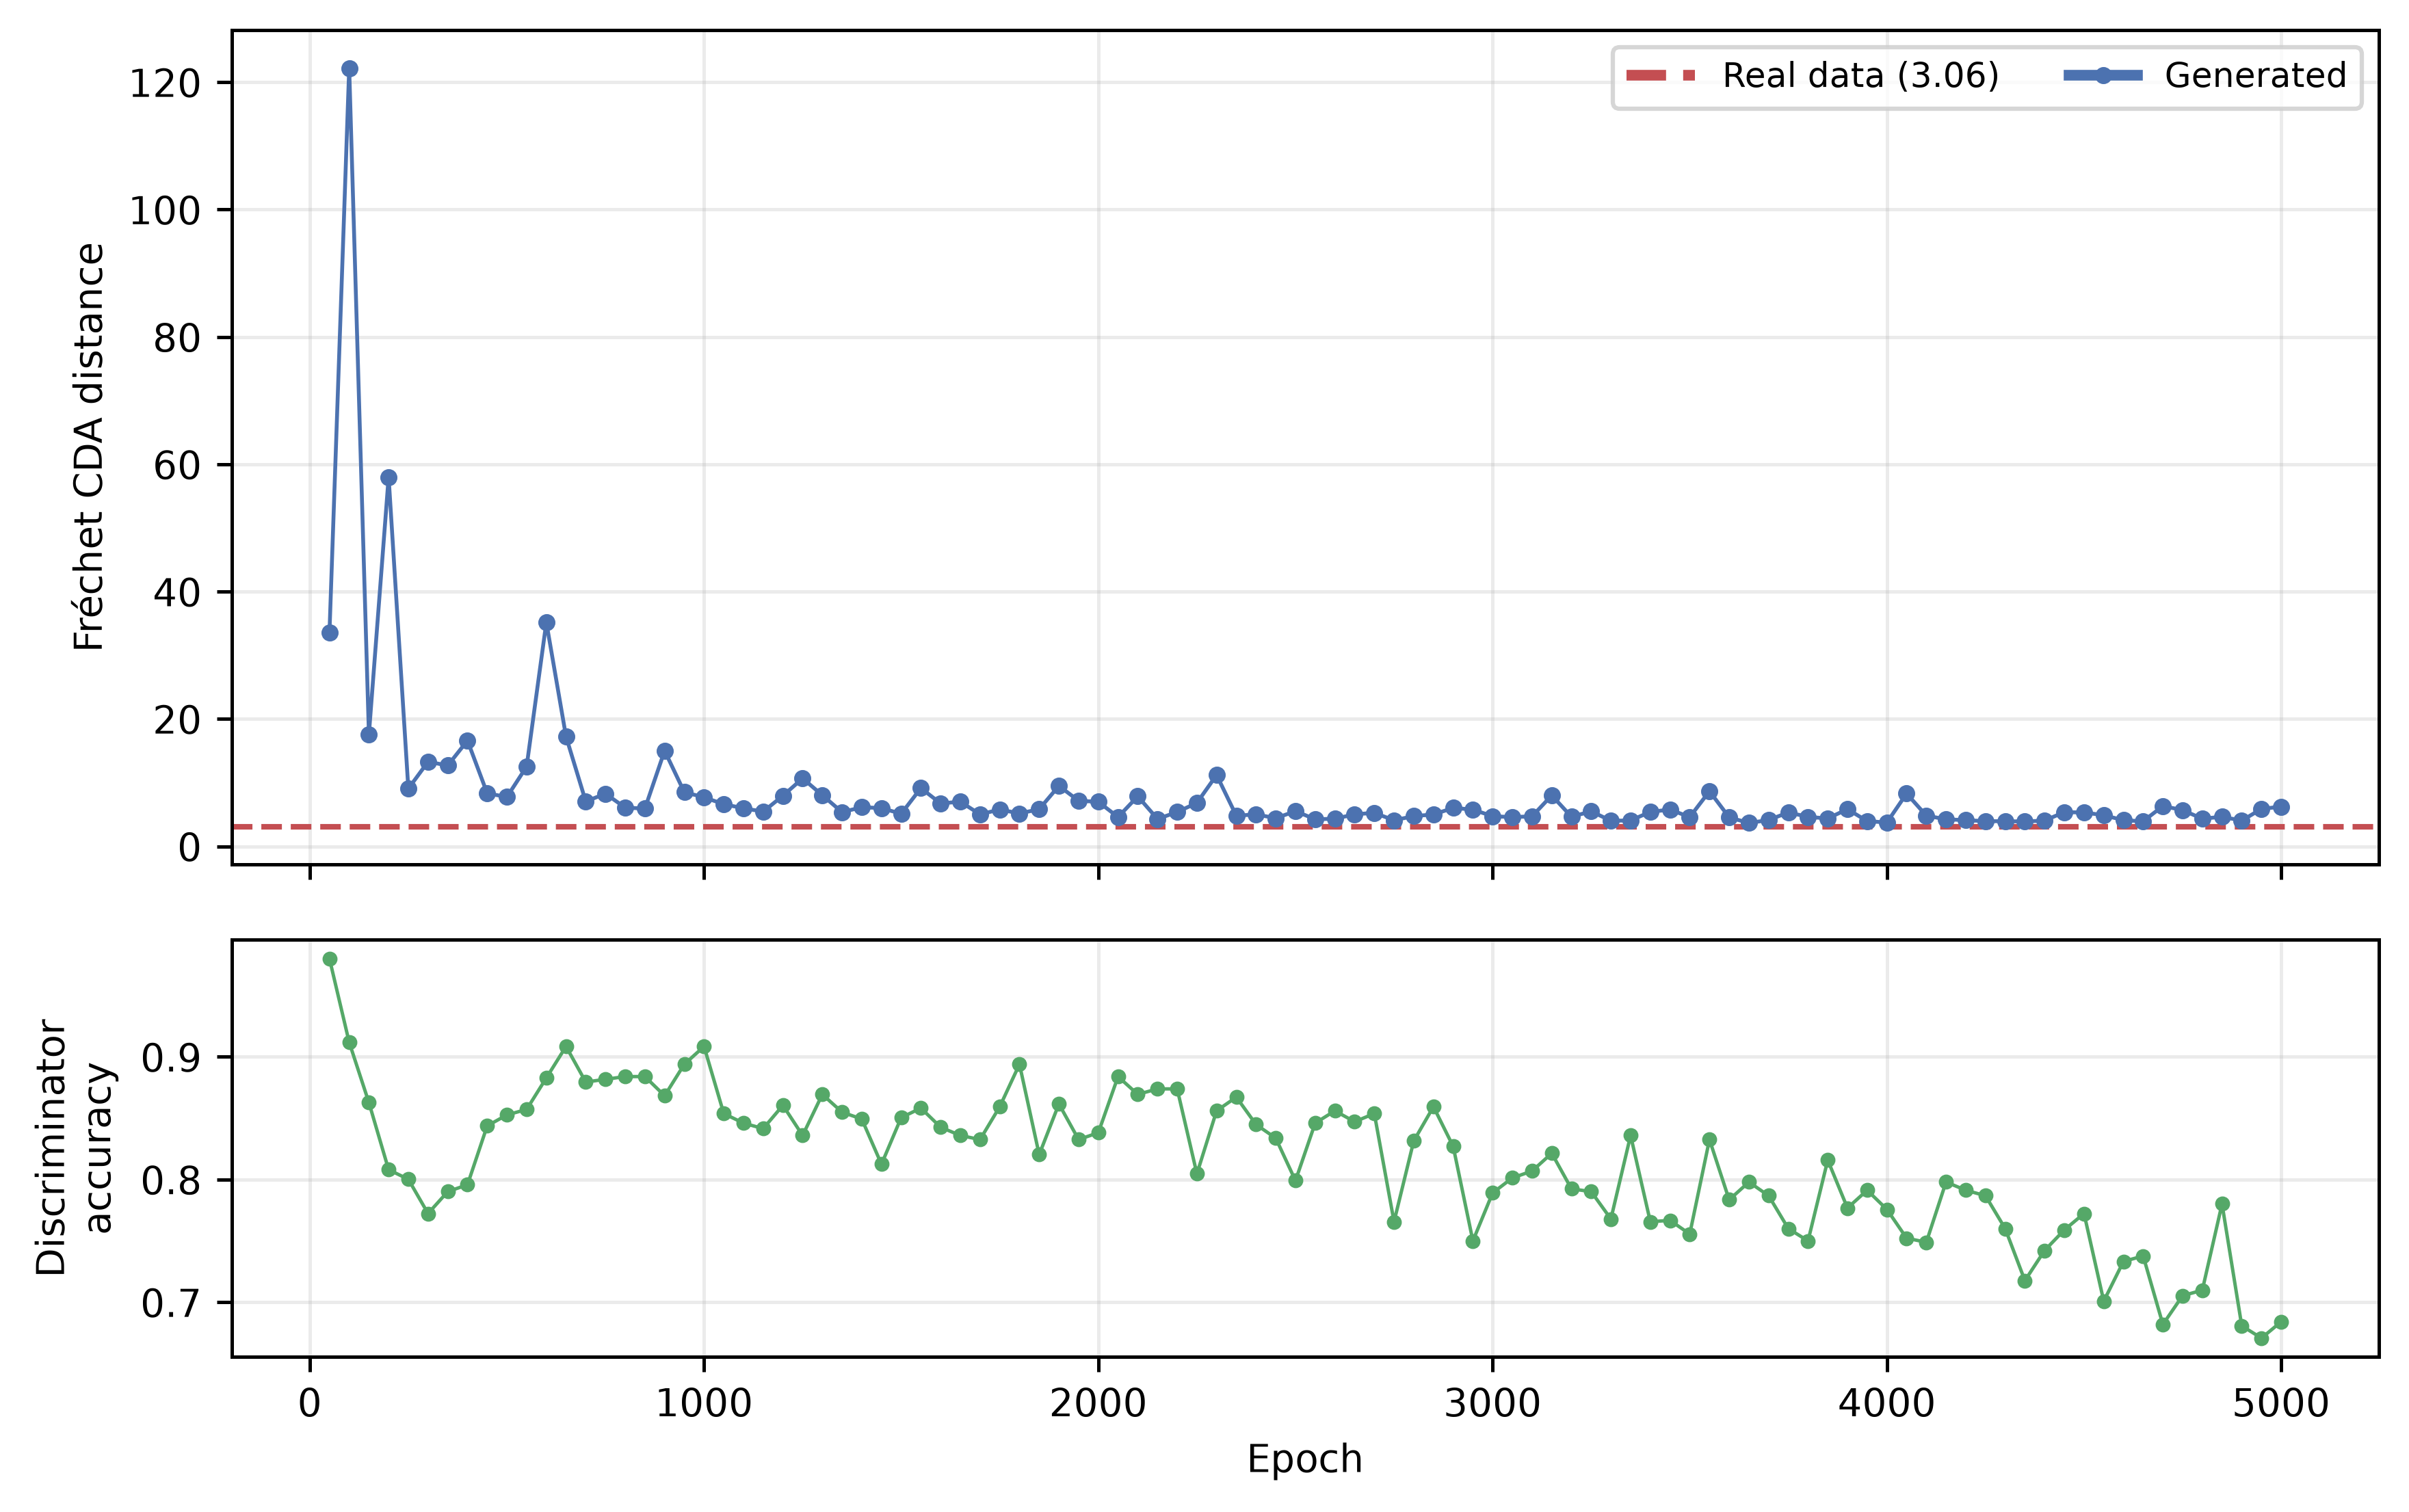 Real data (3.06)
Generated
Fréchet CDA distance
120
100
80
60
40
20
0
Discriminator
accuracy
0.9
0.8
0.7
0
1000
2000
3000
4000
5000
Epoch